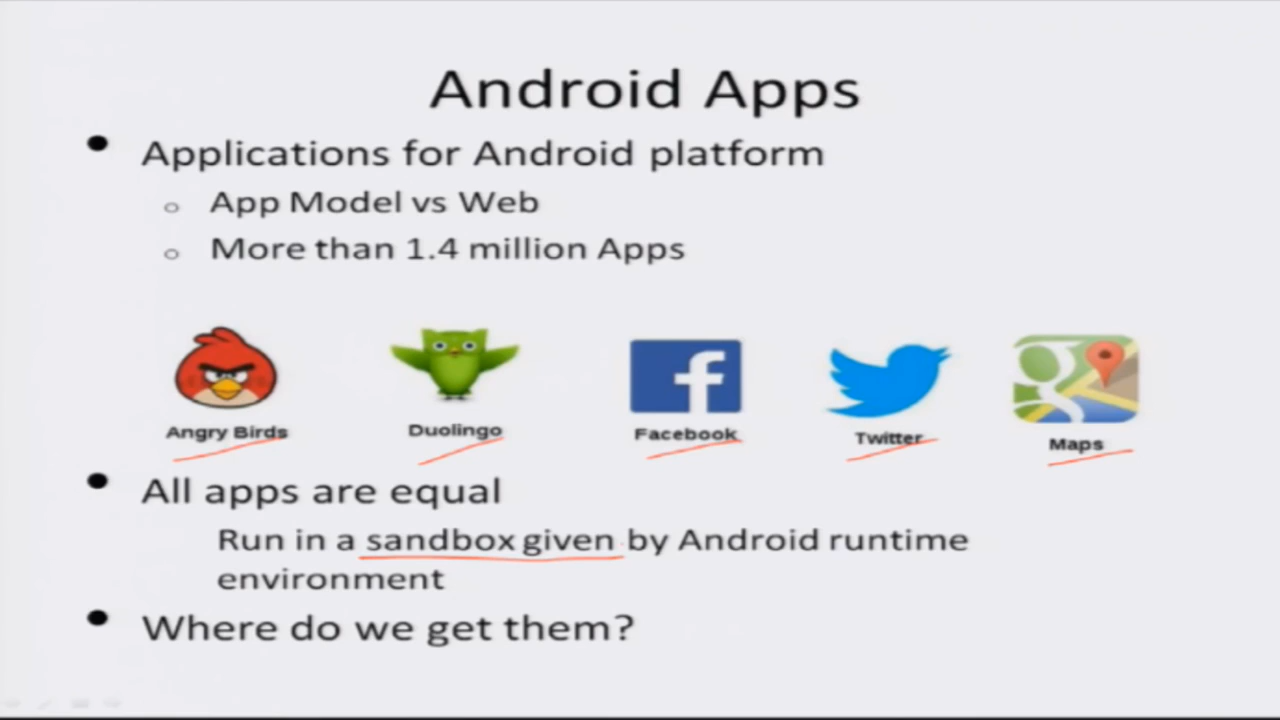 Android Apps
Applications for Android platform
App Model vs Web
More than 1.4 million Apps
Angry Birds
Duolingo
Facebook
Twitter
Maps
All apps are equal
Run in a sandbox given by Android runtime
environment
Where do we get them?